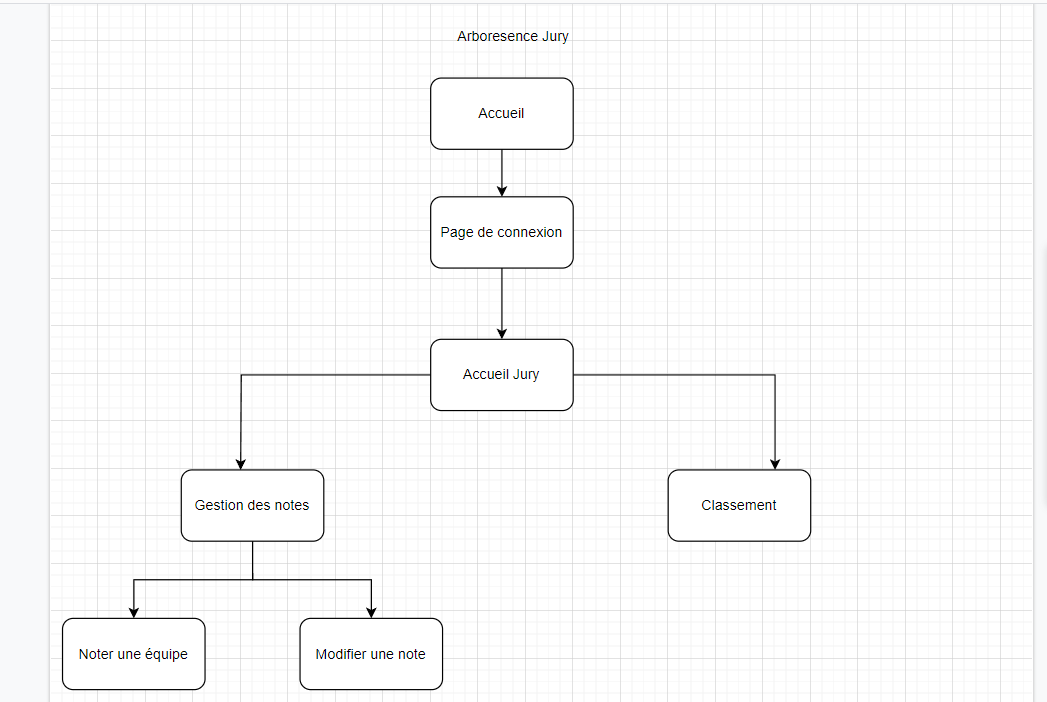 Arboresence Jury
Accueil
Page de connexion
Accueil Jury
Gestion des notes
Classement
Noter une équipe
Modifier une note